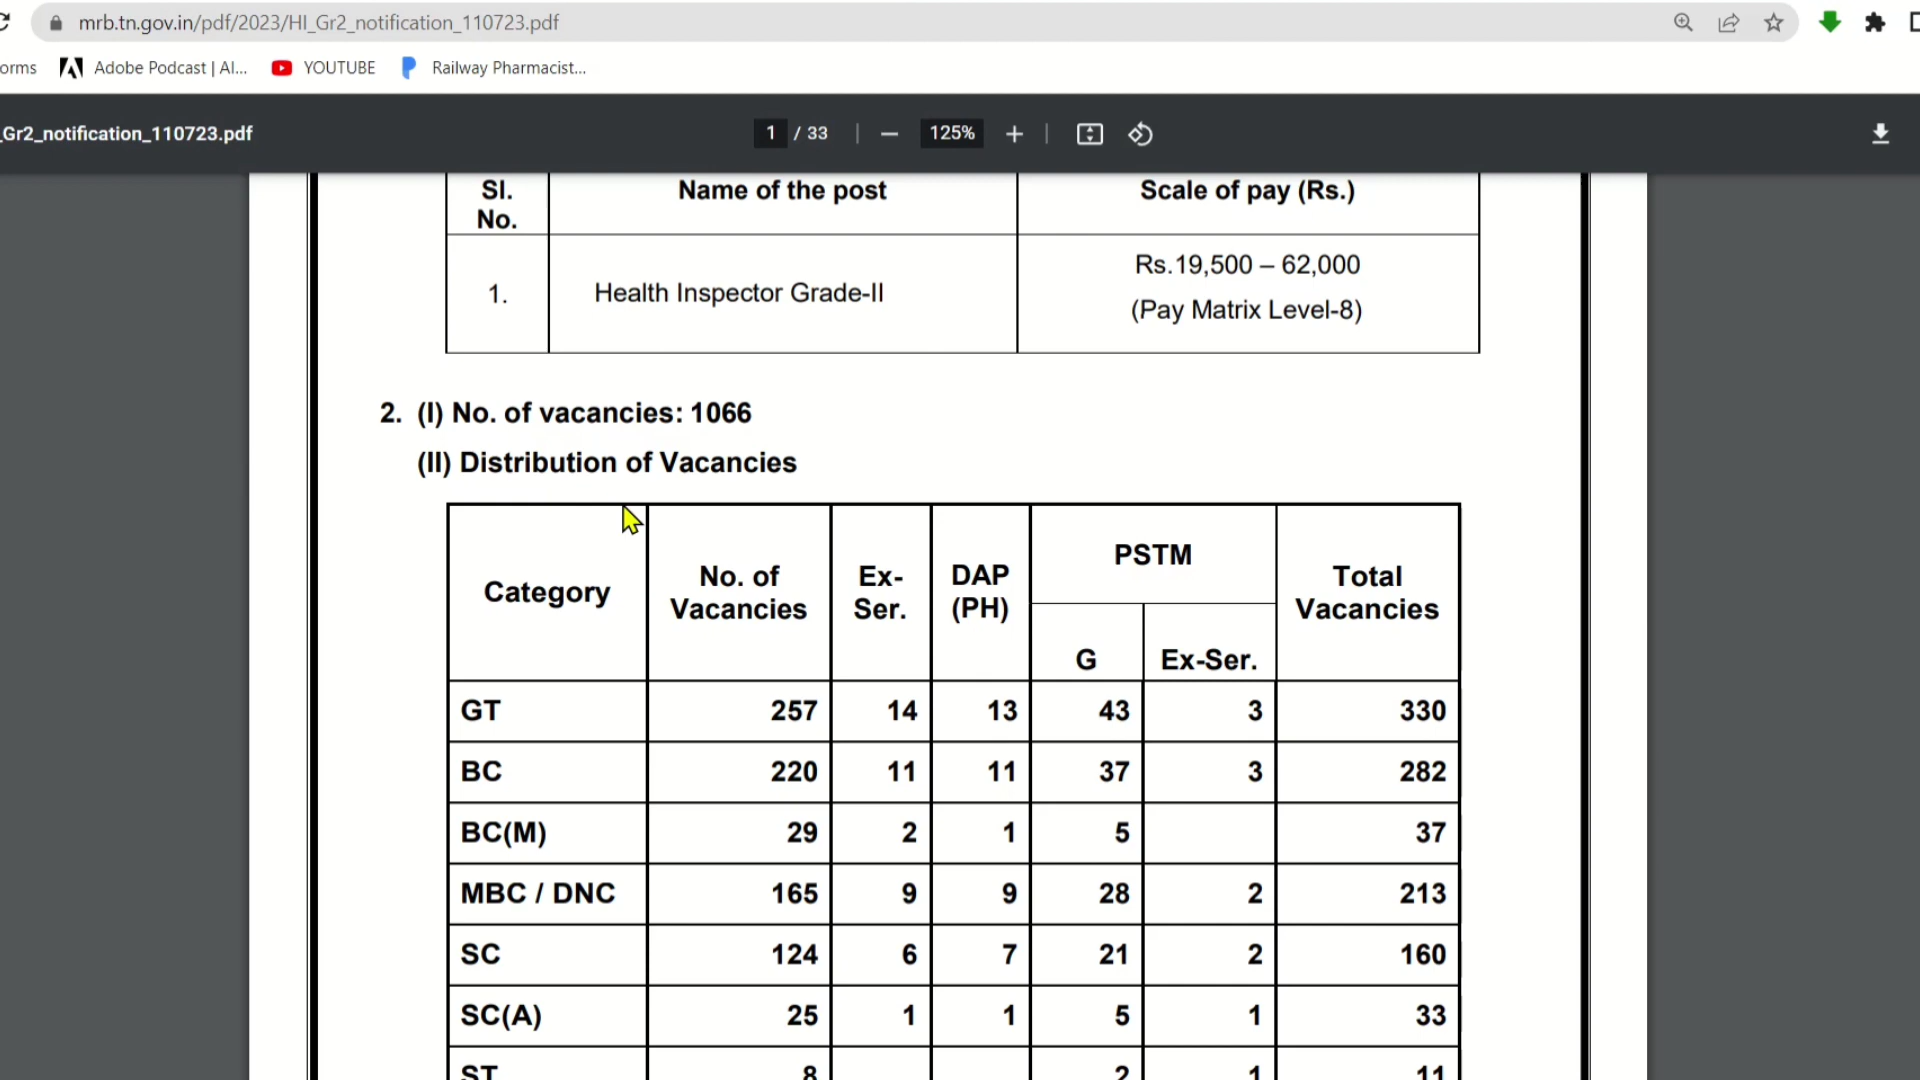 mrb.tn.gov.in/pdf/2023/HI_Gr2_notification_110723.pdf
orms Adobe Podcast | AI... YOUTUBE Railway Pharmacist...
_Gr2_notification_110723.pdf 1 / 33 125%
Sl. No. Name of the post Scale of pay (Rs.)
1. Health Inspector Grade-II Rs.19,500 – 62,000
(Pay Matrix Level-8)
2. (I) No. of vacancies: 1066
(II) Distribution of Vacancies
Category No. of Vacancies Ex-Ser. DAP (PH) PSTM Total Vacancies
G Ex-Ser.
GT 257 14 13 43 3 330
BC 220 11 11 37 3 282
BC(M) 29 2 1 5 37
MBC / DNC 165 9 9 28 2 213
SC 124 6 7 21 2 160
SC(A) 25 1 1 5 1 33
ST 8 2 1 11